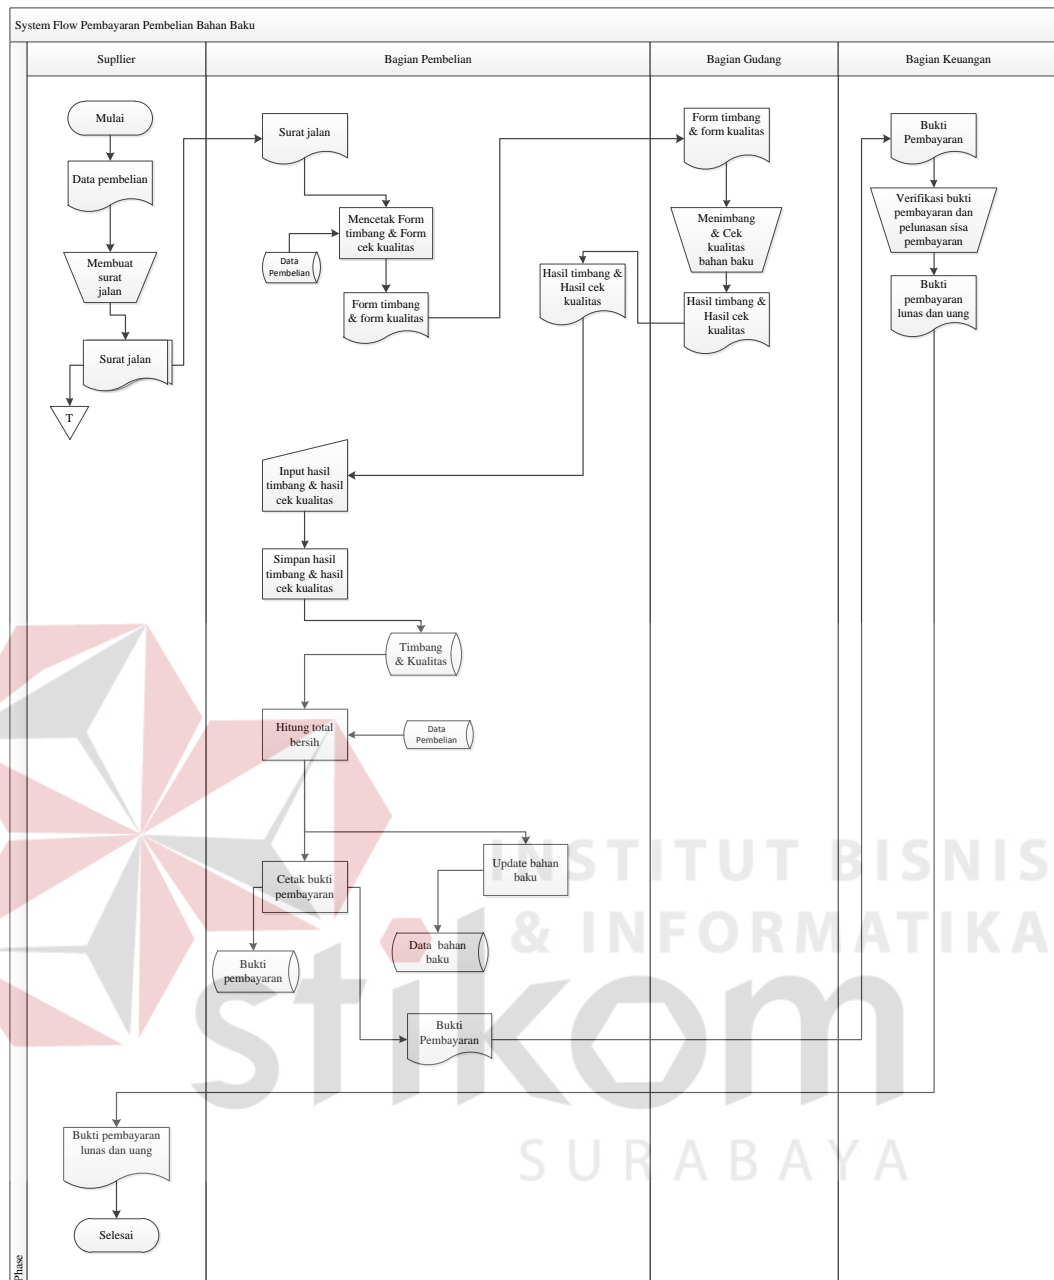 System Flow Pembayaran Pembelian Bahan Baku
Supllier
Bagian Pembelian
Bagian Gudang
Bagian Keuangan
Mulai
Data pembelian
Membuat
surat
jalan
Surat jalan
T
Surat jalan
Mencetak Form
timbang & Form
cek kualitas
Data
Pembelian
Form timbang
& form kualitas
Form timbang
& form kualitas
Menimbang
& Cek
kualitas
bahan baku
Hasil timbang &
Hasil cek
kualitas
Hasil timbang &
Hasil cek
kualitas
Input hasil
timbang & hasil
cek kualitas
Simpan hasil
timbang & hasil
cek kualitas
Timbang
& Kualitas
Hitung total
bersih
Data
Pembelian
Update bahan
baku
Cetak bukti
pembayaran
Data bahan
baku
Bukti
pembayaran
Bukti
Pembayaran
Bukti
Pembayaran
Verifikasi bukti
pembayaran dan
pelunasan sisa
pembayaran
Bukti
pembayaran
lunas dan uang
Bukti pembayaran
lunas dan uang
Selesai
Phase
INSTITUT BISNIS
& INFORMATIKA
stikom
SURABAYA